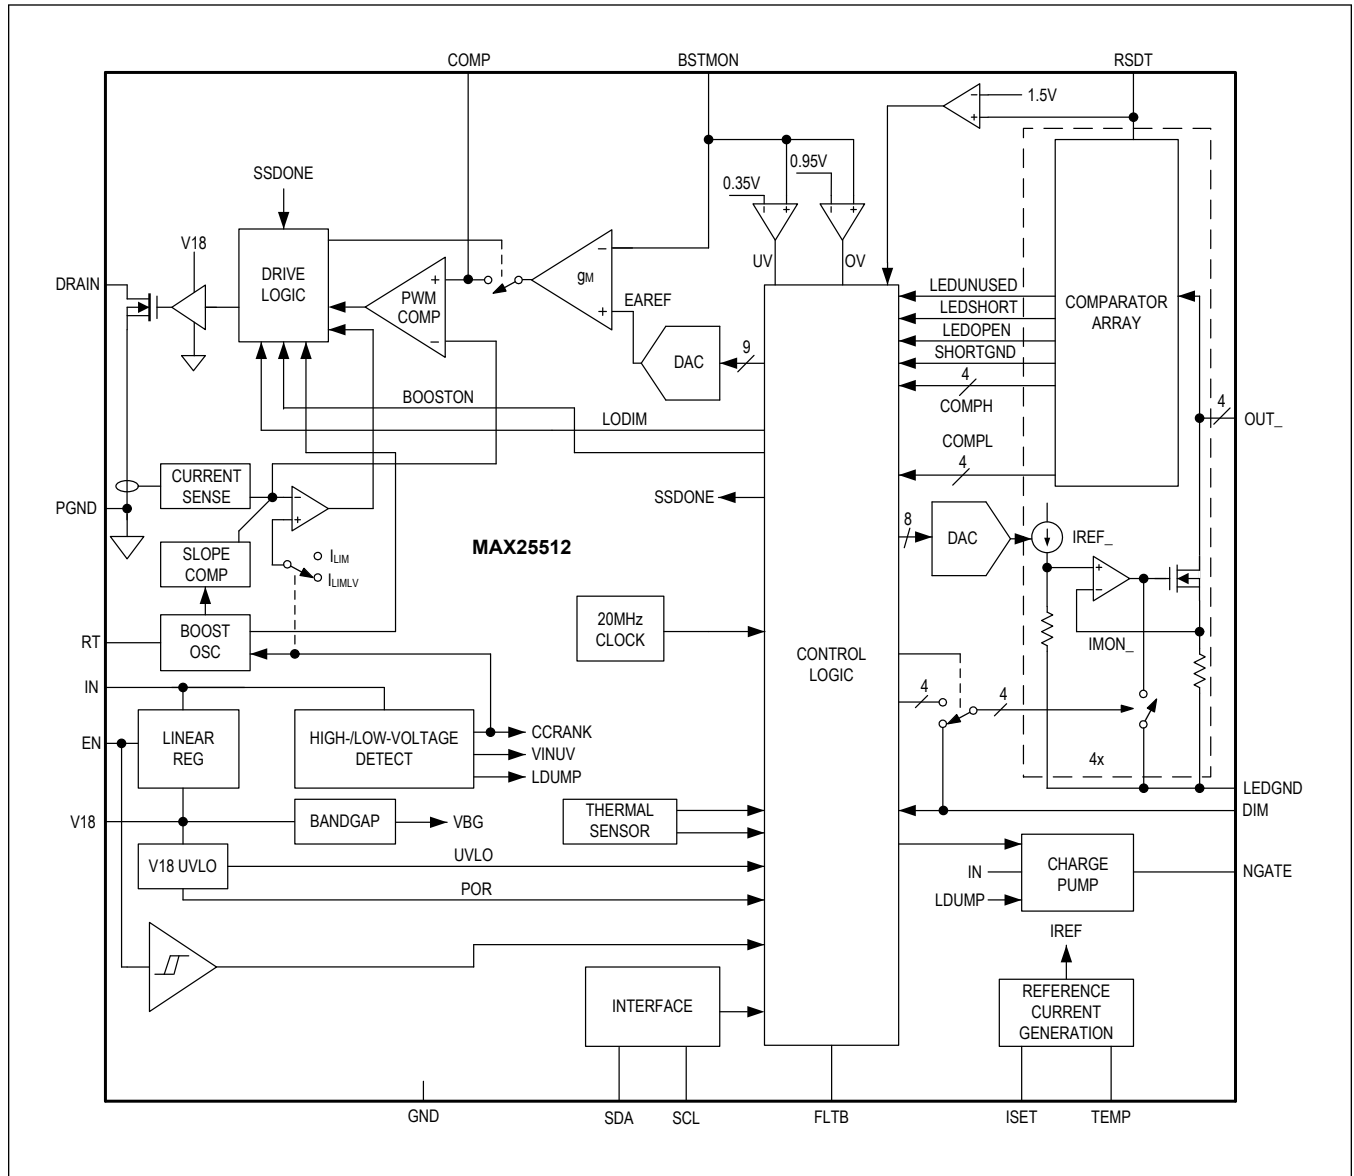 COMP
BSTMON
RSDT
1.5V
0.95V
0.35V
SSDONE
V18
DRAIN
DRIVE
LOGIC
+
PWM
COMP
−
−
gM
+
EAREF
− +
− +
UV
OV
−
+
DAC
9
LEDUNUSED
LEDSHORT
LEDOPEN
SHORTGND
4
COMPH
COMPL
4
COMPARATOR
ARRAY
4
OUT_
BOOSTON
LODIM
CURRENT
SENSE
−
+
PGND
SSDONE
MAX25512
8
DAC
IREF_
+
−
IMON_
SLOPE
COMP
ILIM
ILIMLV
RT
BOOST
OSC
20MHz
CLOCK
CONTROL
LOGIC
4
4
4x
IN
EN
LINEAR
REG
HIGH-/LOW-VOLTAGE
DETECT
CCRANK
VINUV
LDUMP
LEDGND
DIM
V18
BANDGAP
VBG
THERMAL
SENSOR
V18 UVLO
UVLO
POR
IN
LDUMP
CHARGE
PUMP
NGATE
IREF
INTERFACE
REFERENCE
CURRENT
GENERATION
GND
SDA
SCL
FLTB
ISET
TEMP